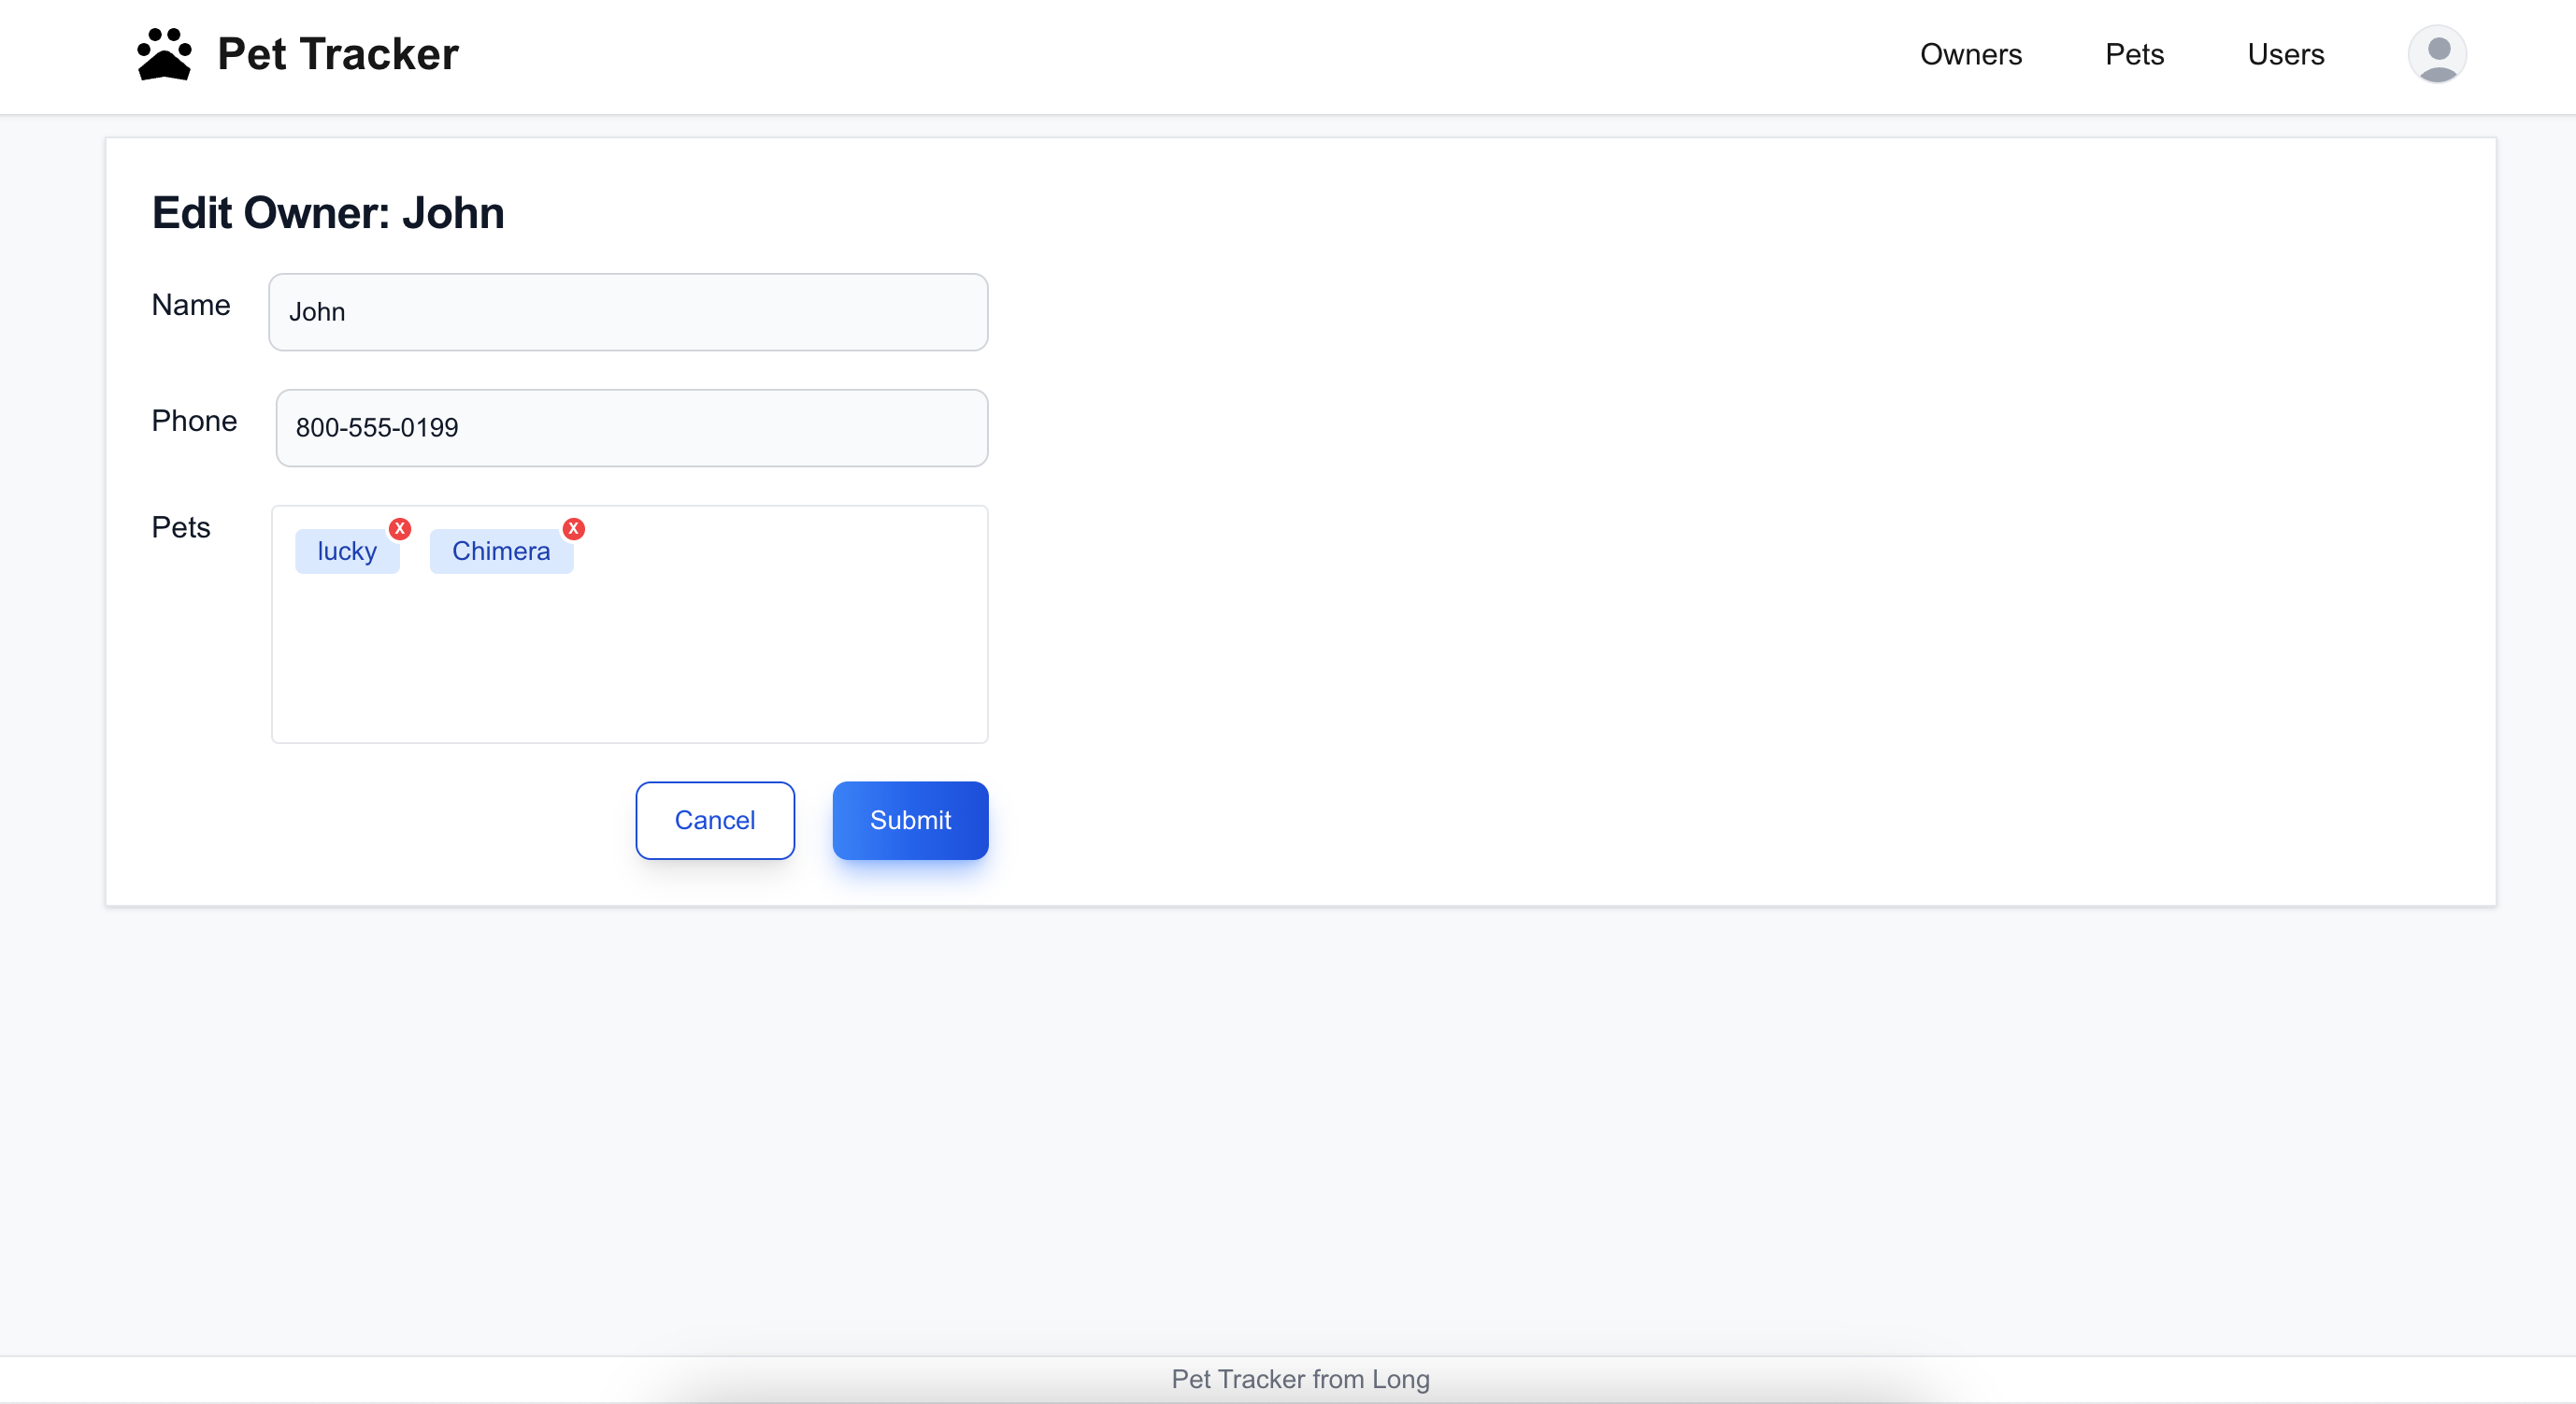 Pet Tracker
Owners Pets Users
Edit Owner: John
Name
John
Phone
800-555-0199
Pets
lucky X Chimera X
Cancel Submit
Pet Tracker from Long